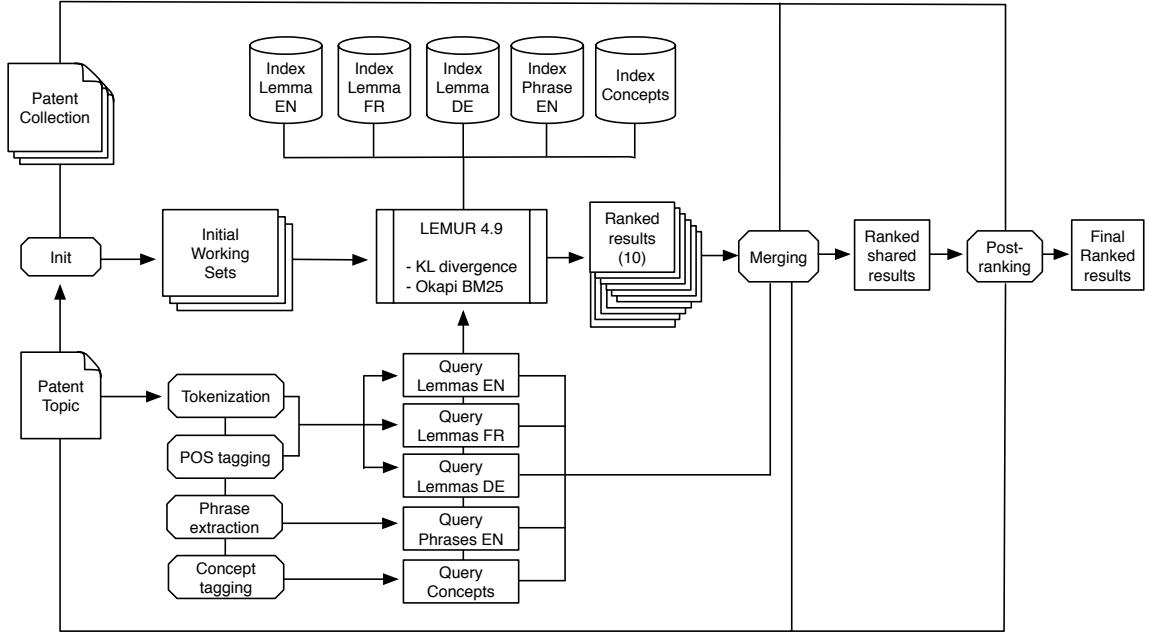 Patent
Collection
Index
Lemma
EN
Index
Lemma
FR
Index
Lemma
DE
Index
Phrase
EN
Index
Concepts
Init
Initial
Working
Sets
LEMUR 4.9
- KL divergence
- Okapi BM25
Ranked
results
(10)
Merging
Ranked
shared
results
Post-
ranking
Final
Ranked
results
Patent
Topic
Tokenization
POS tagging
Phrase
extraction
Concept
tagging
Query
Lemmas EN
Query
Lemmas FR
Query
Lemmas DE
Query
Phrases EN
Query
Concepts